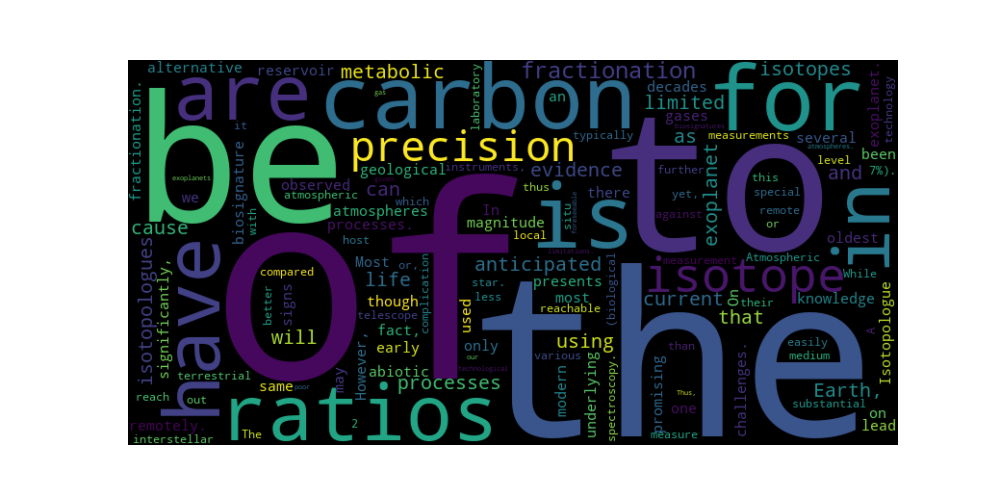 alternative
reservoir
metabolic
fractionation
isotopes
are
carbon
for
gas
laboratory
an
decades
limited
gases
as
measurements
several
exoplanet.
technology
fractionation.
be
it
precision
typically
atmospheres.
been
geological
instruments.
evidence
further
to
level
and
7%).
exoplanets
we
observed
atmospheric
can
which
thus
there
yet,
exoplanet
this
special
in
biosignature
with
atmospheres
In
magnitude
is
situ
against
remote
or
cause
processes.
local
oldest
host
of
the
isotopologues
significantly,
have
compared
Most
or,
star.
anticipated
isotope
measurement
Atmospheric
While
life
less
presents
most
current
On
their
knowledge
better
signs
though
complication
used
reachable
(biological
that
A
Isotopologue
telescope
fact,
will
However,
early
only
our
using
various
than
easily
medium
terrestrial
same
poor
may
abiotic
technological
processes
modern
underlying
spectroscopy.
promising
Thus,
challenges.
Earth,
substantial
reach
out
ratios
one
on
remotely.
interstellar
The
2
measure
lead